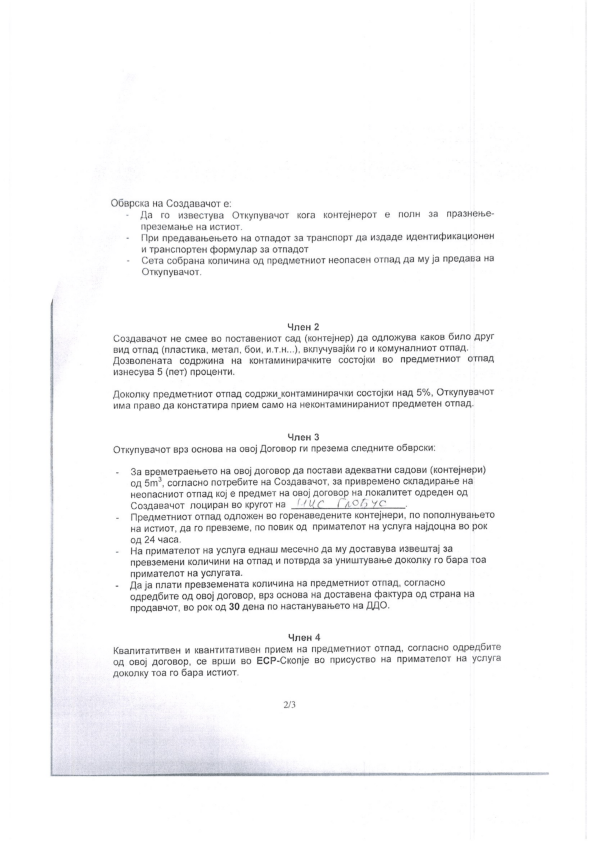 Обврска на Создавачот е:
- Да го известува Откупувачот кога контејнерот е полн за празнење-
преземање на истиот.
- При предавањењето на отпадот за транспорт да издаде идентификационен
и транспортен формулар за отпадот
- Сета собрана количина од предметниот неопасен отпад да му ја предава на
Откупувачот.
Член 2
Создавачот не смее во поставениот сад (контејнер) да одложува каков било друг
вид отпад (пластика, метал, бои, и.т.н...), вклучувајќи го и комуналниот отпад.
Дозволената содржина на контаминирачките состојки во предметниот отпад
изнесува 5 (пет) проценти.
Доколку предметниот отпад содржи контаминирачки состојки над 5%, Откупувачот
има право да констатира прием само на неконтаминираниот предметен отпад.
Член 3
Откупувачот врз основа на овој Договор ги презема следните обврски:
- За времетраењето на овој договор да постави адекватни садови (контејнери)
од 5m³, согласно потребите на Создавачот, за привремено складирање на
неопасниот отпад кој е предмет на овој договор на локалитет одреден од
Создавачот лоциран во кругот на НИС ГЛОБУС.
- Предметниот отпад одложен во горенаведените контејнери, по пополнувањето
на истиот, да го превземе, по повик од примателот на услуга најдоцна во рок
од 24 часа.
- На примателот на услуга еднаш месечно да му доставува извештај за
превземени количини на отпад и потврда за уништување доколку го бара тоа
примателот на услугата.
- Да ја плати превземената количина на предметниот отпад, согласно
одредбите од овој договор, врз основа на доставена фактура од страна на
продавчот, во рок од 30 дена по настанувањето на ДДО.
Член 4
Квалитатитвен и квантитативен прием на предметниот отпад, согласно одредбите
од овој договор, се врши во ЕСР-Скопје во присуство на примателот на услуга
доколку тоа го бара истиот.
2/3